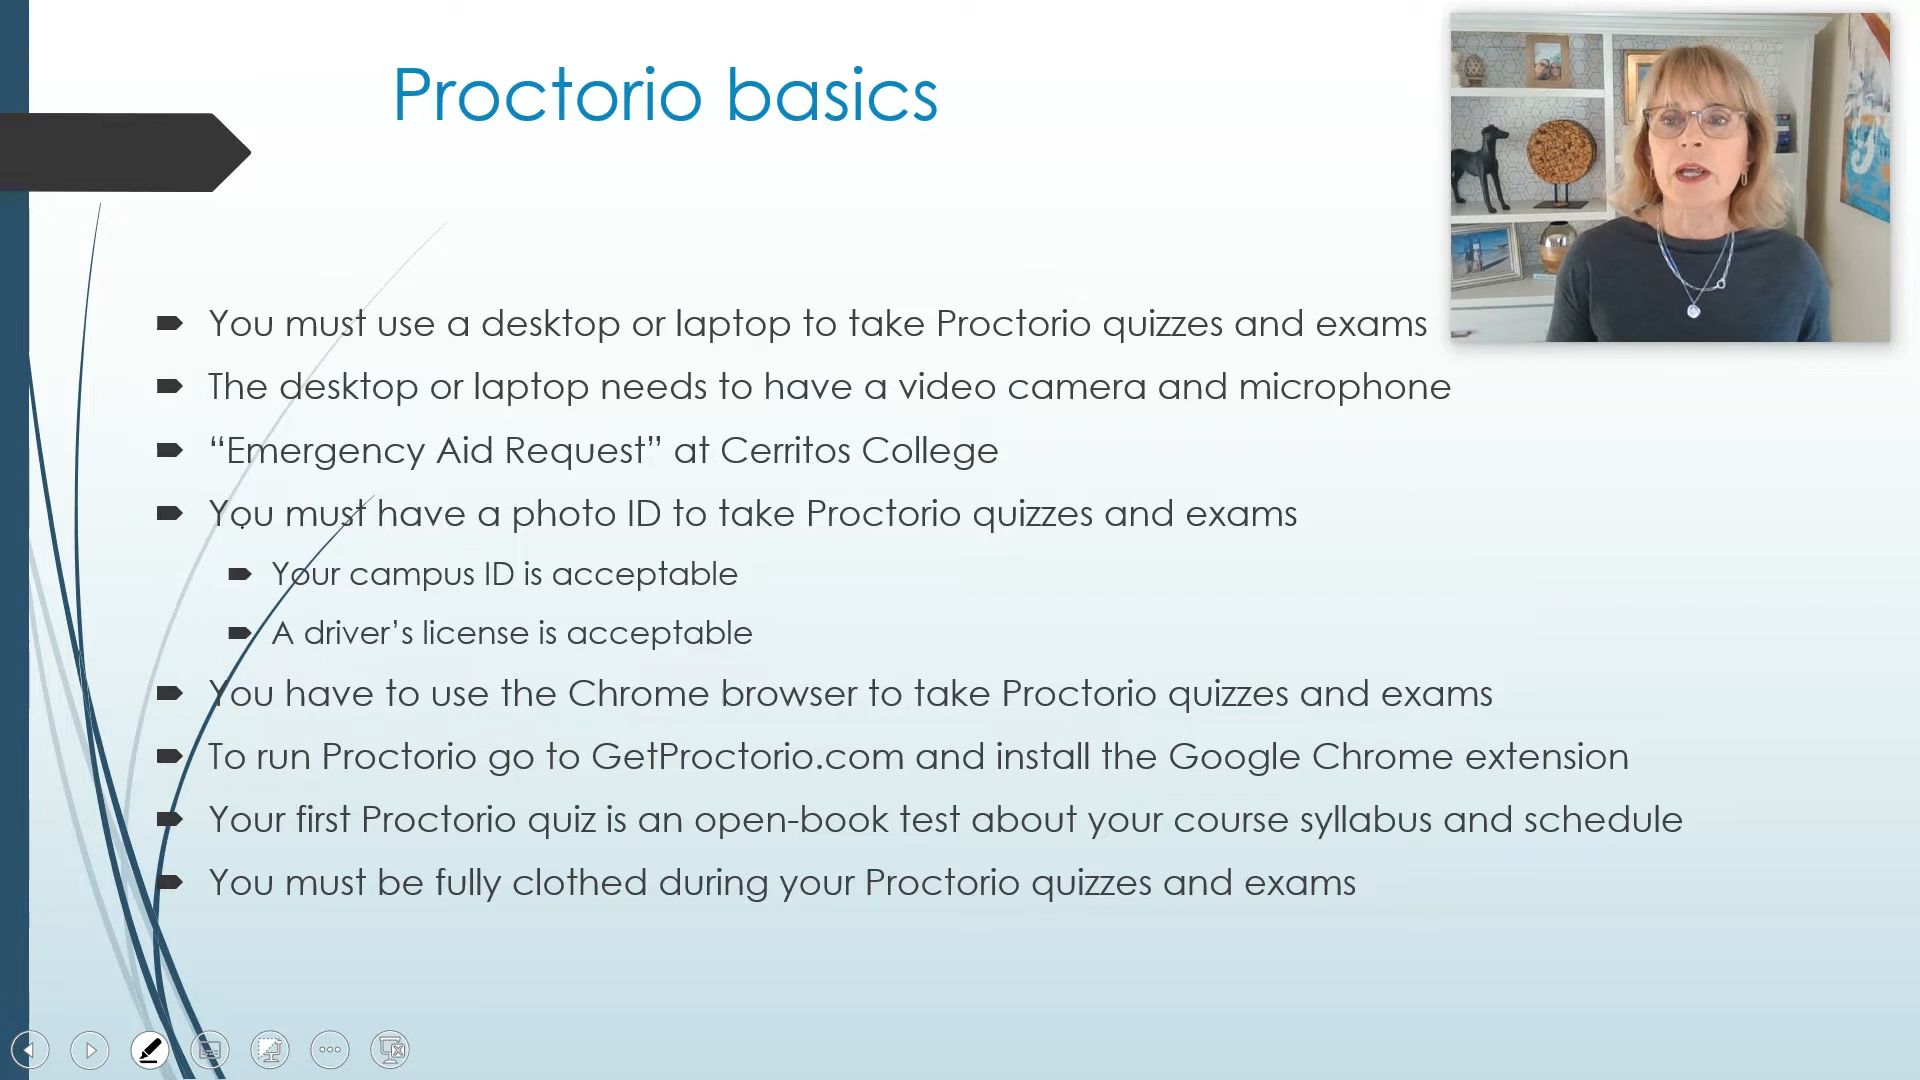 Proctorio basics
You must use a desktop or laptop to take Proctorio quizzes and exams
The desktop or laptop needs to have a video camera and microphone
“Emergency Aid Request” at Cerritos College
You must have a photo ID to take Proctorio quizzes and exams
Your campus ID is acceptable
A driver’s license is acceptable
You have to use the Chrome browser to take Proctorio quizzes and exams
To run Proctorio go to GetProctorio.com and install the Google Chrome extension
Your first Proctorio quiz is an open-book test about your course syllabus and schedule
You must be fully clothed during your Proctorio quizzes and exams